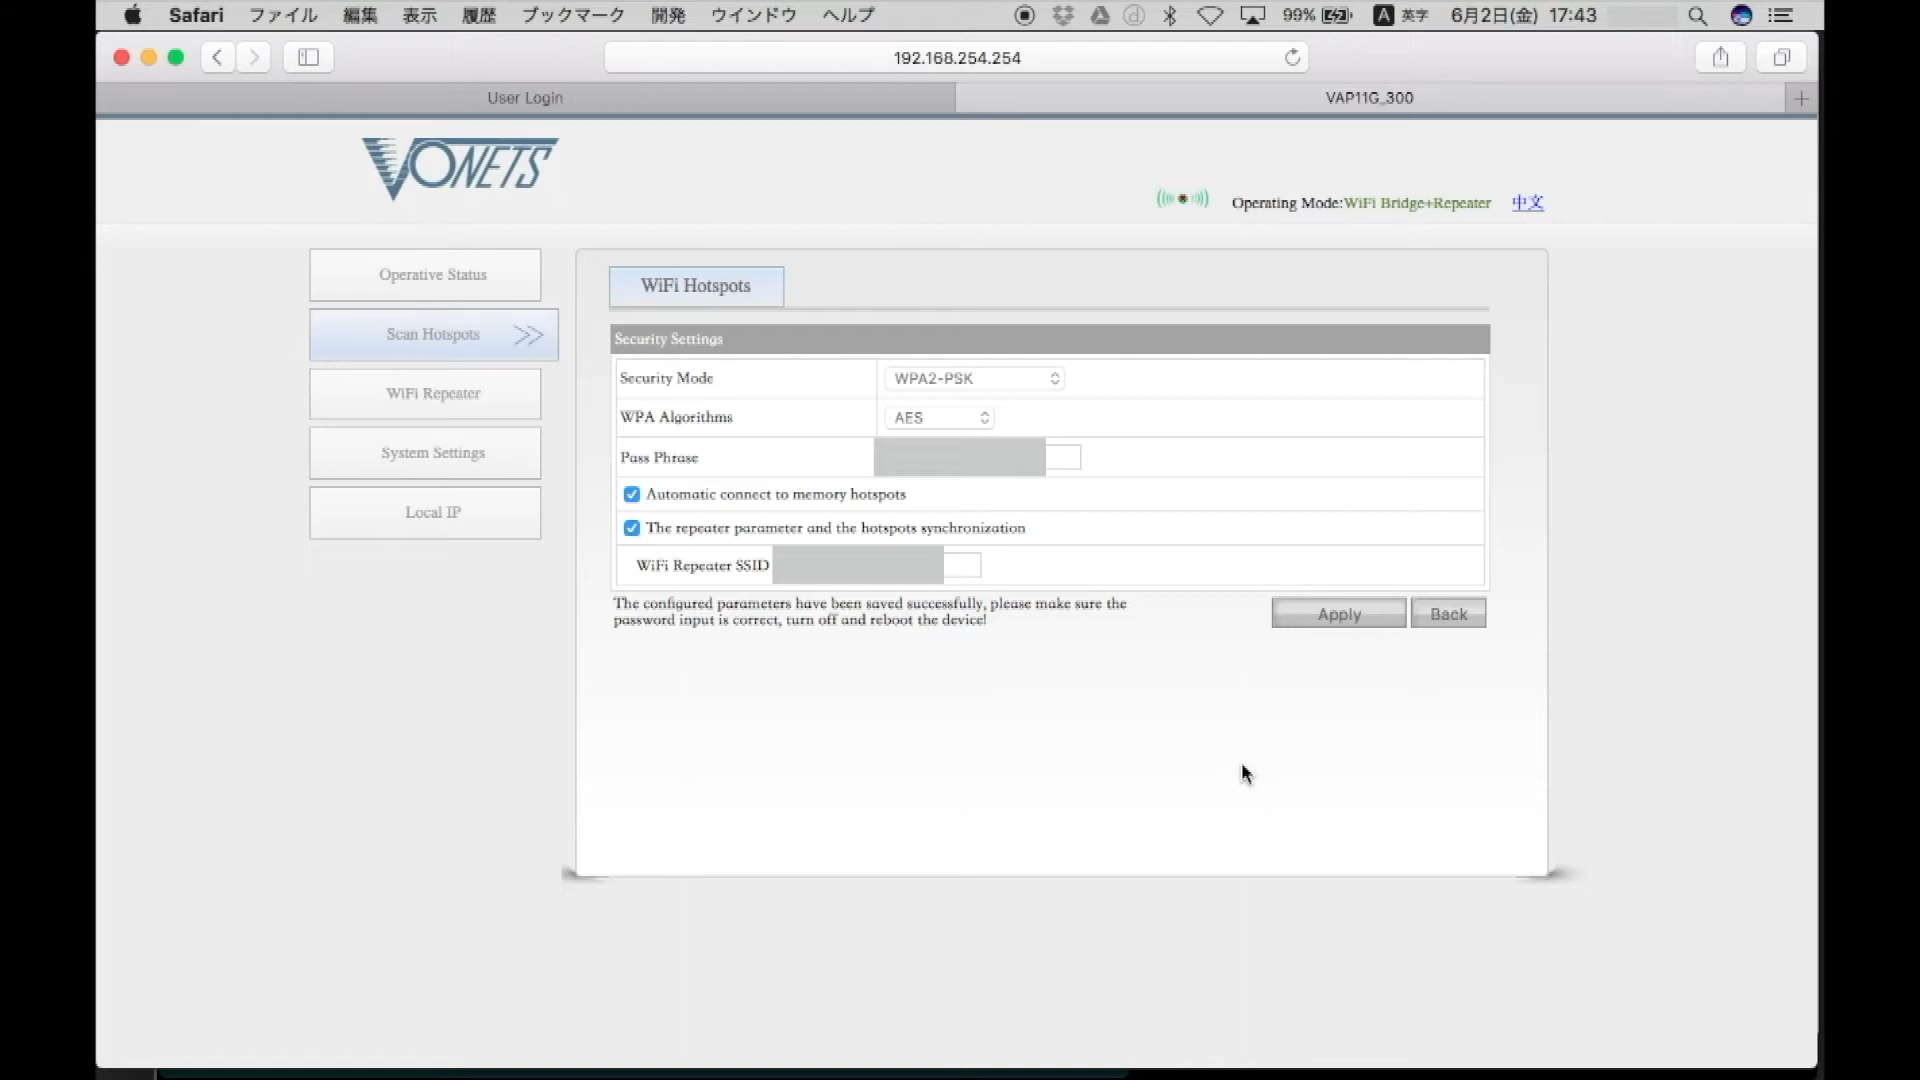 Safari ファイル 編集 表示 履歴 ブックマーク 開発 ウインドウ ヘルプ 99% A 英字 6月2日(金) 17:43
192.168.254.254
User Login VAP11G_300
VONETS
Operating Mode:WiFi Bridge+Repeater 中文
Operative Status
Scan Hotspots
WiFi Repeater
System Settings
Local IP
WiFi Hotspots
Security Settings
Security Mode WPA2-PSK
WPA Algorithms AES
Pass Phrase
Automatic connect to memory hotspots
The repeater parameter and the hotspots synchronization
WiFi Repeater SSID
The configured parameters have been saved successfully, please make sure the
password input is correct, turn off and reboot the device!
Apply Back